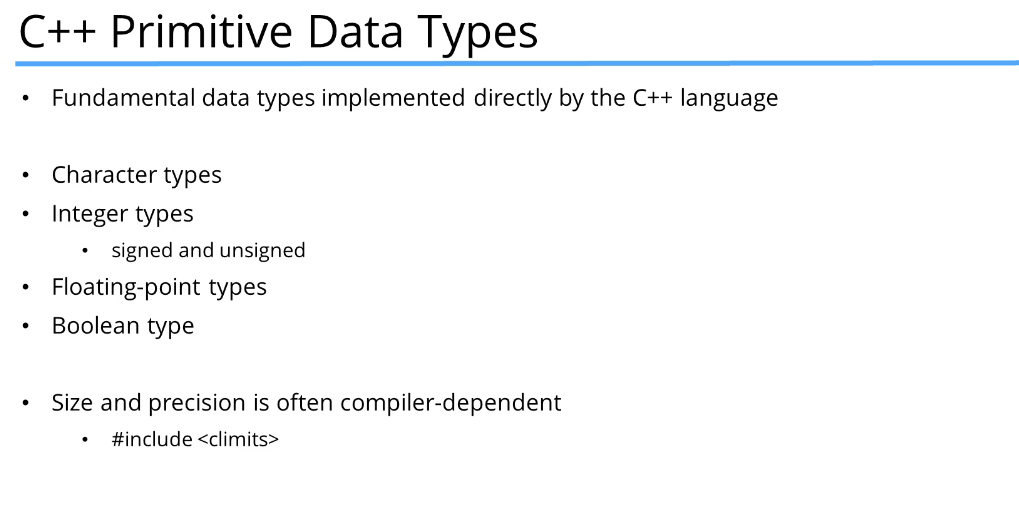 C++ Primitive Data Types
• Fundamental data types implemented directly by the C++ language
• Character types
• Integer types
• signed and unsigned
• Floating-point types
• Boolean type
• Size and precision is often compiler-dependent
• #include <climits>